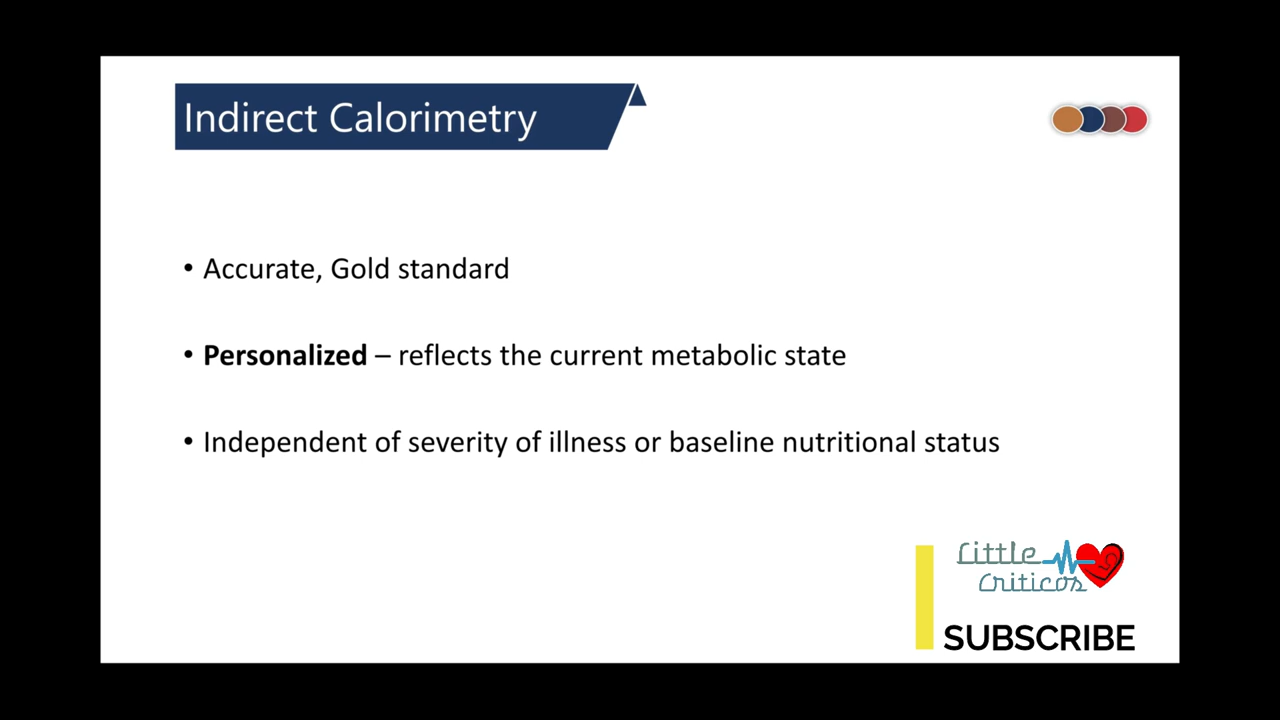 Indirect Calorimetry
• Accurate, Gold standard
• Personalized – reflects the current metabolic state
• Independent of severity of illness or baseline nutritional status
Little
Criticos
SUBSCRIBE